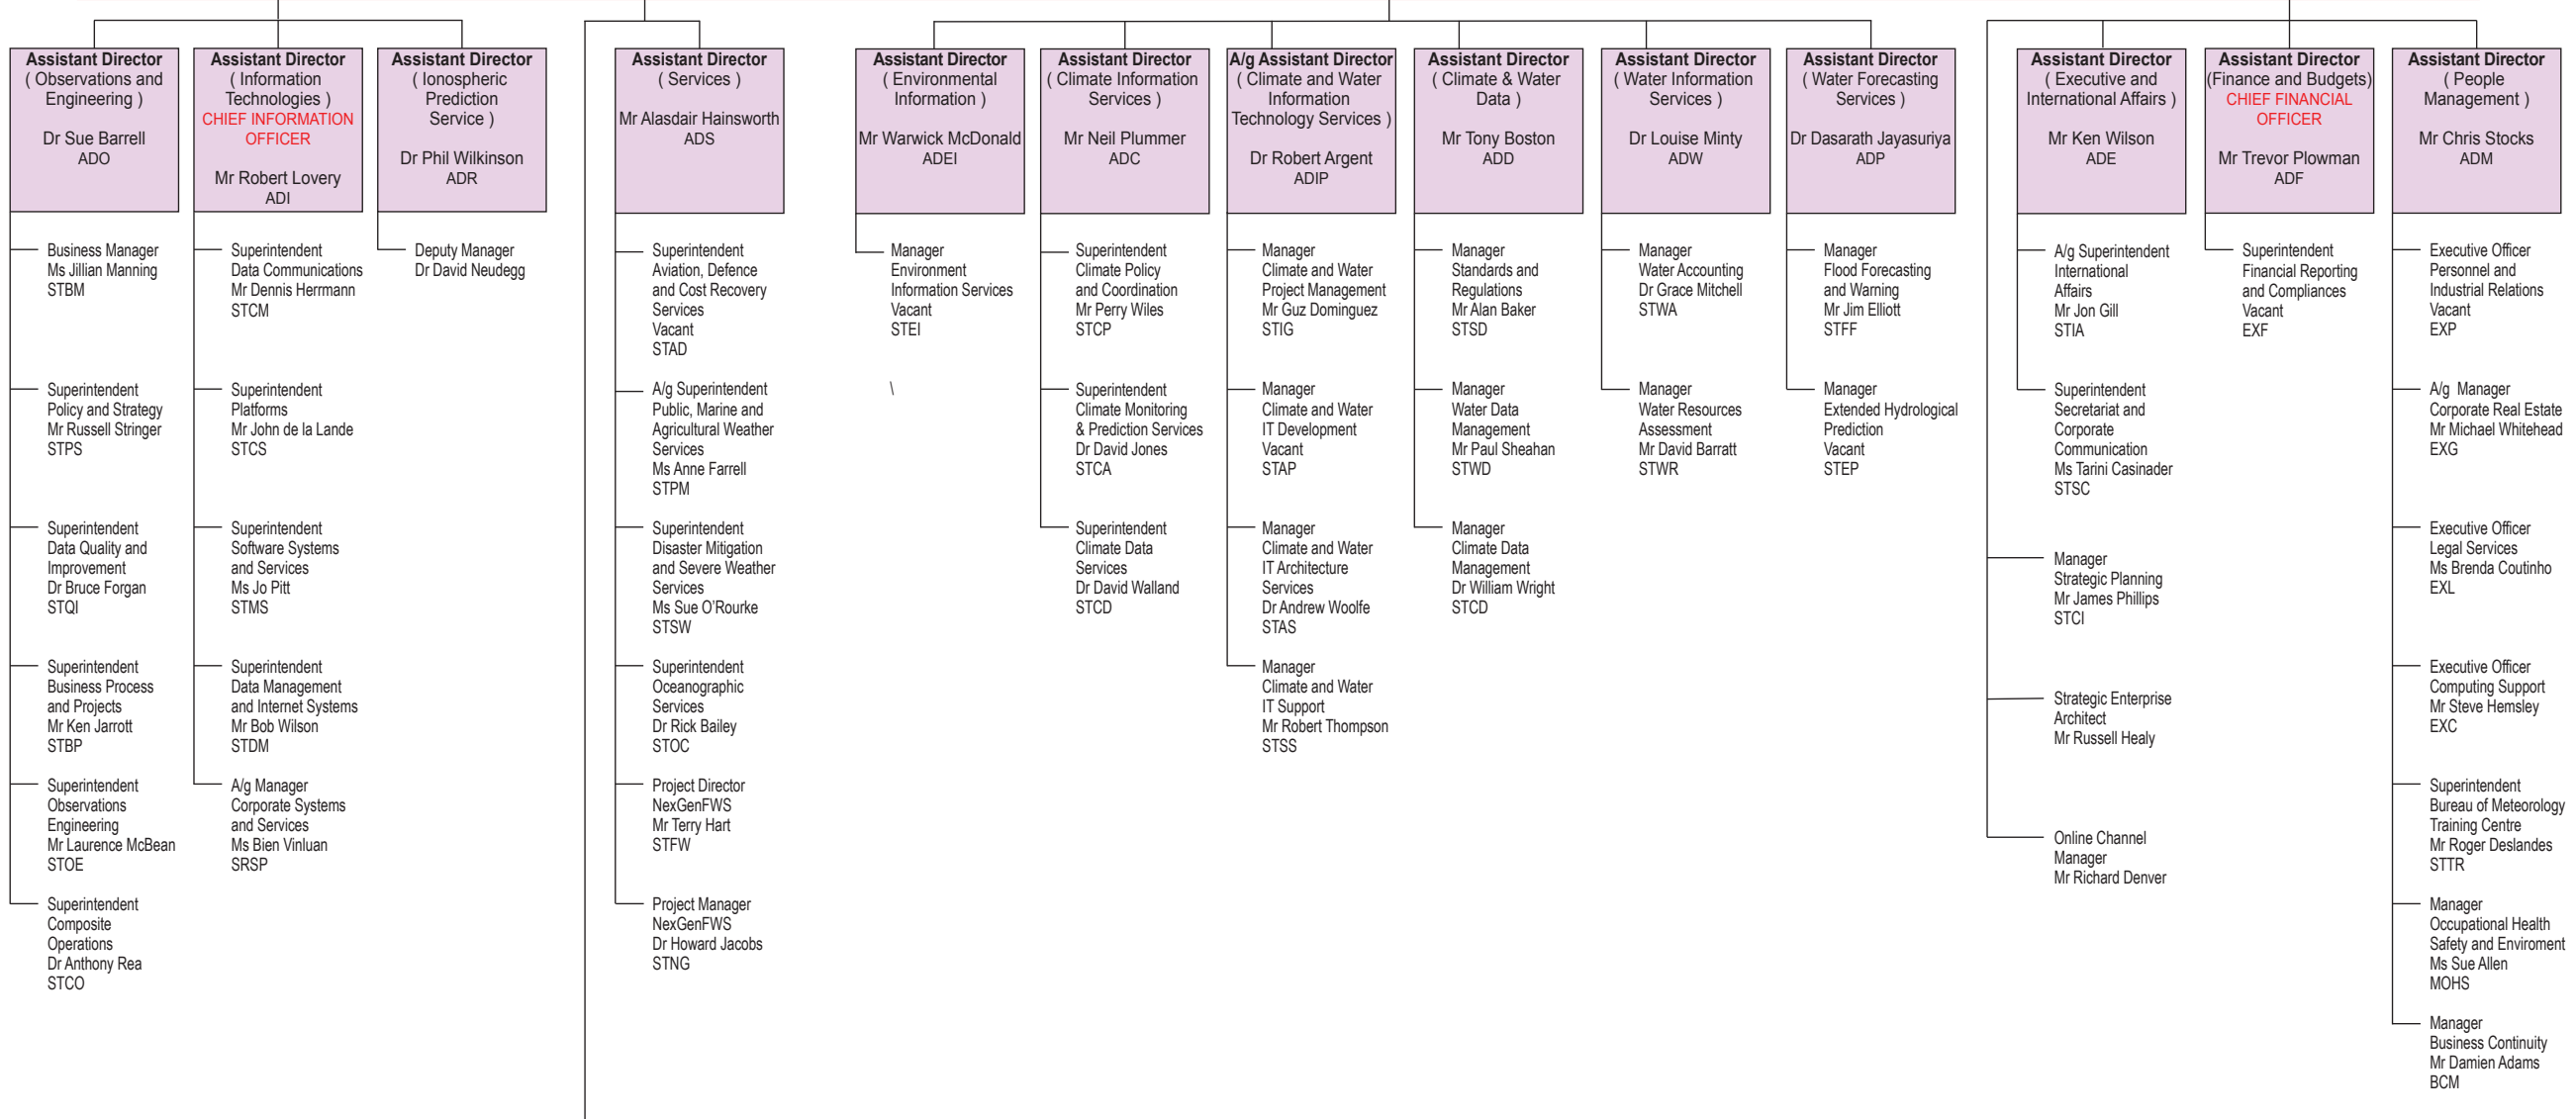 Assistant Director
( Observations and
Engineering )
Dr Sue Barrell
ADO
Business Manager
Ms Jillian Manning
STBM
Superintendent
Policy and Strategy
Mr Russell Stringer
STPS
Superintendent
Data Quality and
Improvement
Dr Bruce Forgan
STQI
Superintendent
Business Process
and Projects
Mr Ken Jarrott
STBP
Superintendent
Observations
Engineering
Mr Laurence McBean
STOE
Superintendent
Composite
Operations
Dr Anthony Rea
STCO
Assistant Director
( Information
Technologies )
CHIEF INFORMATION
OFFICER
Mr Robert Lovery
ADI
Superintendent
Data Communications
Mr Dennis Herrmann
STCM
Superintendent
Platforms
Mr John de la Lande
STCS
Superintendent
Software Systems
and Services
Ms Jo Pitt
STMS
Superintendent
Data Management
and Internet Systems
Mr Bob Wilson
STDM
A/g Manager
Corporate Systems
and Services
Ms Bien Vinluan
SRSP
Assistant Director
( Ionospheric
Prediction
Service )
Dr Phil Wilkinson
ADR
Deputy Manager
Dr David Neudegg
Assistant Director
( Services )
Mr Alasdair Hainsworth
ADS
Superintendent
Aviation, Defence
and Cost Recovery
Services
Vacant
STAD
A/g Superintendent
Public, Marine and
Agricultural Weather
Services
Ms Anne Farrell
STPM
Superintendent
Disaster Mitigation
and Severe Weather
Services
Ms Sue O'Rourke
STSW
Superintendent
Oceanographic
Services
Dr Rick Bailey
STOC
Project Director
NexGenFWS
Mr Terry Hart
STFW
Project Manager
NexGenFWS
Dr Howard Jacobs
STNG
Assistant Director
( Environmental
Information )
Mr Warwick McDonald
ADEI
Manager
Environment
Information Services
Vacant
STEI
\
Assistant Director
( Climate Information
Services )
Mr Neil Plummer
ADC
Superintendent
Climate Policy
and Coordination
Mr Perry Wiles
STCP
Superintendent
Climate Monitoring
& Prediction Services
Dr David Jones
STCA
Superintendent
Climate Data
Services
Dr David Walland
STCD
A/g Assistant Director
( Climate and Water
Information
Technology Services )
Dr Robert Argent
ADIP
Manager
Climate and Water
Project Management
Mr Guz Dominguez
STIG
Manager
Climate and Water
IT Development
Vacant
STAP
Manager
Climate and Water
IT Architecture
Services
Dr Andrew Woolfe
STAS
Manager
Climate and Water
IT Support
Mr Robert Thompson
STSS
Assistant Director
( Climate & Water
Data )
Mr Tony Boston
ADD
Manager
Standards and
Regulations
Mr Alan Baker
STSD
Manager
Water Data
Management
Mr Paul Sheahan
STWD
Manager
Climate Data
Management
Dr William Wright
STCD
Assistant Director
( Water Information
Services )
Dr Louise Minty
ADW
Manager
Water Accounting
Dr Grace Mitchell
STWA
Manager
Water Resources
Assessment
Mr David Barratt
STWR
Assistant Director
( Water Forecasting
Services )
Dr Dasarath Jayasuriya
ADP
Manager
Flood Forecasting
and Warning
Mr Jim Elliott
STFF
Manager
Extended Hydrological
Prediction
Vacant
STEP
Assistant Director
( Executive and
International Affairs )
Mr Ken Wilson
ADE
A/g Superintendent
International
Affairs
Mr Jon Gill
STIA
Superintendent
Secretariat and
Corporate
Communication
Ms Tarini Casinader
STSC
Manager
Strategic Planning
Mr James Phillips
STCI
Strategic Enterprise
Architect
Mr Russell Healy
Online Channel
Manager
Mr Richard Denver
Assistant Director
(Finance and Budgets)
CHIEF FINANCIAL
OFFICER
Mr Trevor Plowman
ADF
Superintendent
Financial Reporting
and Compliances
Vacant
EXF
Assistant Director
( People
Management )
Mr Chris Stocks
ADM
Executive Officer
Personnel and
Industrial Relations
Vacant
EXP
A/g Manager
Corporate Real Estate
Mr Michael Whitehead
EXG
Executive Officer
Legal Services
Ms Brenda Coutinho
EXL
Executive Officer
Computing Support
Mr Steve Hemsley
EXC
Superintendent
Bureau of Meteorology
Training Centre
Mr Roger Deslandes
STTR
Manager
Occupational Health
Safety and Enviroment
Ms Sue Allen
MOHS
Manager
Business Continuity
Mr Damien Adams
BCM